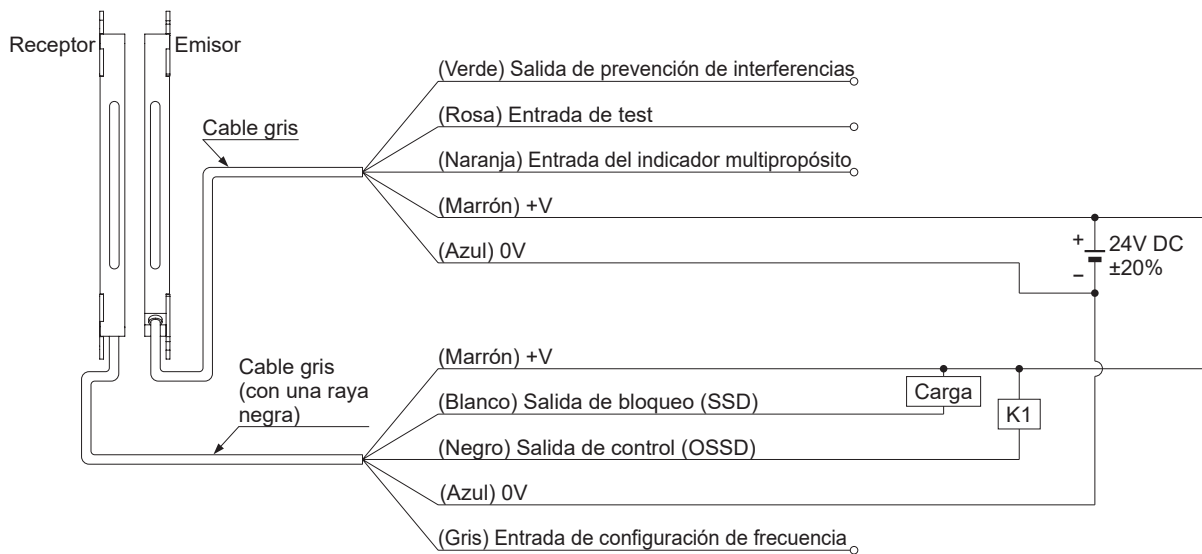 Receptor
Emisor
(Verde) Salida de prevención de interferencias
Cable gris
(Rosa) Entrada de test
(Naranja) Entrada del indicador multipropósito
(Marrón) +V
(Azul) 0V
+
24V DC
−
±20%
Cable gris
(con una raya
negra)
(Marrón) +V
Carga
(Blanco) Salida de bloqueo (SSD)
K1
(Negro) Salida de control (OSSD)
(Azul) 0V
(Gris) Entrada de configuración de frecuencia